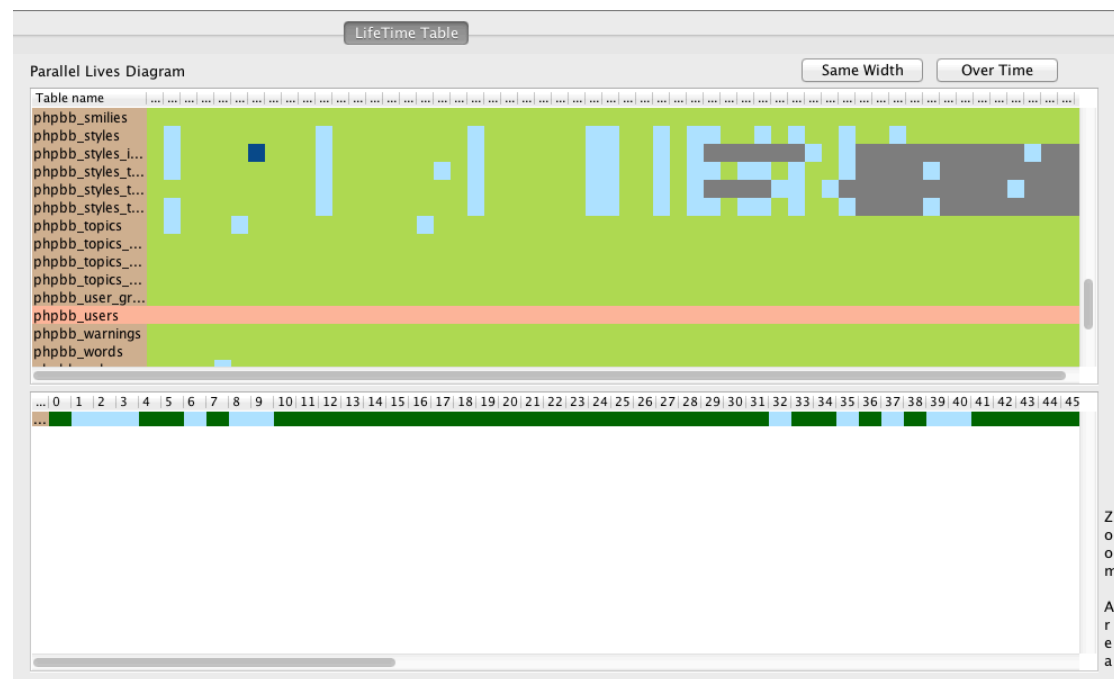 LifeTime Table
Parallel Lives Diagram
Same Width
Over Time
Table name ... ... ... ... ... ... ... ... ... ... ... ... ... ... ... ... ... ... ... ... ... ... ... ... ... ... ... ... ... ... ... ... ... ... ... ... ... ... ... ... ... ... ... ... ... ... ... ... ... ... ... ... ... ... ...
phpbb_smilies
phpbb_styles
phpbb_styles_i...
phpbb_styles_t...
phpbb_styles_t...
phpbb_styles_t...
phpbb_topics
phpbb_topics_...
phpbb_topics_...
phpbb_topics_...
phpbb_user_gr...
phpbb_users
phpbb_warnings
phpbb_words
... 0 1 2 3 4 5 6 7 8 9 10 11 12 13 14 15 16 17 18 19 20 21 22 23 24 25 26 27 28 29 30 31 32 33 34 35 36 37 38 39 40 41 42 43 44 45
...
Zoom
Area